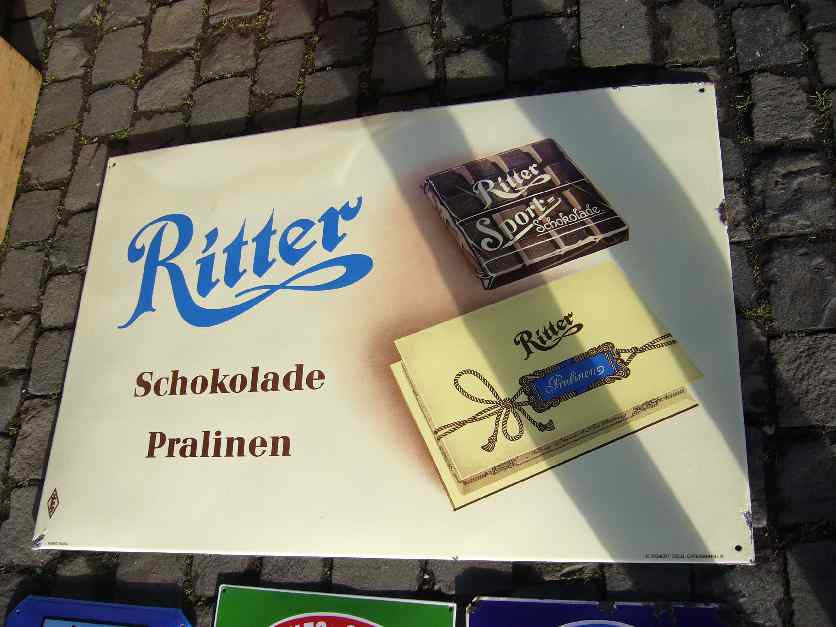 Ritter
Schokolade
Pralinen
Ritter
Sport-
Schokolade
Ritter
Pralinen